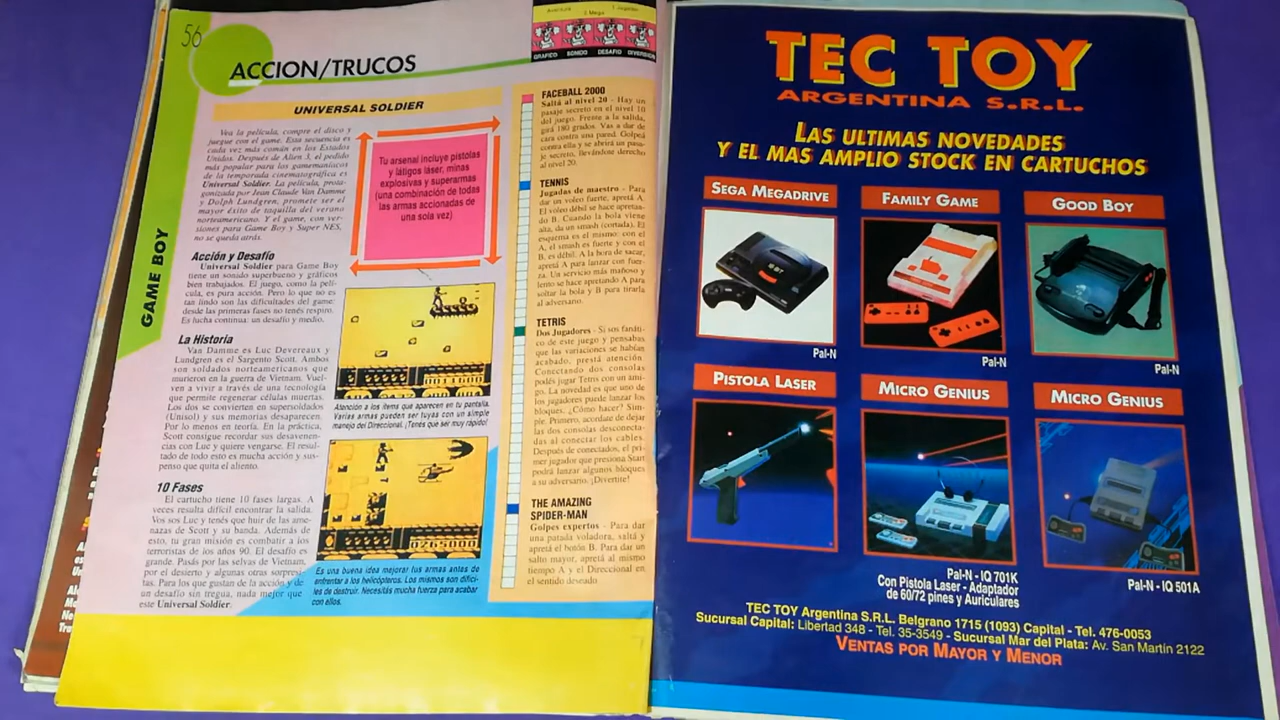 56
ACCION/TRUCOS
Aventura
2 Mega
1 Jugador
GRAFICO
SONIDO
DESAFIO
DIVERSION
GAME BOY
UNIVERSAL SOLDIER
Vea la película, compre el disco y
juegue con el game. Esta secuencia es
cada vez más común en los Estados
Unidos. Después de Alien 3, el pedido
más popular para los gamemaníacos
de la temporada cinematográfica es
Universal Soldier. La película, prota-
gonizada por Jean Claude Van Damme
y Dolph Lundgren, promete ser el
mayor éxito de taquilla del verano
norteamericano. Y el game, con ver-
siones para Game Boy y Super NES,
no se queda atrás.
Acción y Desafío
Universal Soldier para Game Boy
tiene un sonido superbueno y gráficos
bien trabajados. El juego, como la pelí-
cula, es pura acción. Pero lo que no es
tan lindo son las dificultades del game:
desde las primeras fases no tenés respiro.
Es lucha continua: un desafío y medio.
La Historia
Van Damme es Luc Devereaux y
Lundgren es el Sargento Scott. Ambos
son soldados norteamericanos que
murieron en la guerra de Vietnam. Vuel-
ven a vivir a través de una tecnología
que permite regenerar células muertas.
Los dos se convierten en supersoldados
(Unisol) y sus memorias desaparecen.
Por lo menos en teoría. En la práctica,
Scott consigue recordar sus desavenen-
cias con Luc y quiere vengarse. El resul-
tado de todo esto es mucha acción y sus-
penso que quita el aliento.
10 Fases
El cartucho tiene 10 fases largas. A
veces resulta difícil encontrar la salida.
Vos sos Luc y tenés que huir de las ame-
nazas de Scott y su banda. Además de
esto, tu gran misión es combatir a los
terroristas de los años 90. El desafío es
grande. Pasás por las selvas de Vietnam,
por el desierto y algunas otras sorpre-
sas. Para los que gustan de la acción y de
un desafío sin tregua, nada mejor que
este Universal Soldier.
Tu arsenal incluye pistolas
y látigos láser, minas
explosivas y superarmas
(una combinación de todas
las armas accionadas de
una sola vez)
Atención a los ítems que aparecen en tu pantalla.
Varias armas pueden ser tuyas con un simple
manejo del Direccional. ¡Tenés que ser muy rápido!
0265000
Es una buena idea mejorar tus armas antes de
enfrentar a los helicópteros. Los mismos son difíci-
les de derribar. Necesitás mucha fuerza para acabar
con ellos.
FACEBALL 2000
Saltá al nivel 20 - Hay un
pasaje secreto en el nivel 10
del juego. Frente a la salida,
girá 180 grados. Vas a dar de
cara contra una pared. Golpeá
contra ella y se abrirá un pasa-
je secreto, llevándote derecho
al nivel 20.
TENNIS
Jugadas de maestro - Para
dar un voleo fuerte, apretá A.
El voleo débil se hace apretan-
do B. Cuando la bola viene
alta, da un smash (cortada). El
esquema es el mismo: con el
A, el smash es fuerte y con el
B, es débil. A la hora de sacar,
apretá A para lanzar con fuer-
za. Un servicio más mañoso y
lento se hace apretando A para
soltar la bola y B para tirarla
al adversario.
TETRIS
Dos Jugadores - Si sos fanáti-
co de este juego y pensabas
que las variaciones se habían
acabado, prestá atención.
Conectando dos consolas
podés jugar Tetris con un ami-
go. La novedad es que uno de
los jugadores puede lanzar los
bloques. ¿Cómo hacer? Sim-
ple. Primero, acordate de dejar
las dos consolas desconecta-
das al conectar los cables.
Después de conectados, el pri-
mer jugador que presiona Start
podrá lanzar algunos bloques
a su adversario. ¡Divertite!
THE AMAZING
SPIDER-MAN
Golpes expertos - Para dar
una patada voladora, saltá y
apretá el botón B. Para dar un
salto mayor, apretá al mismo
tiempo A y el Direccional en
el sentido deseado
TEC TOY
ARGENTINA S.R.L.
LAS ULTIMAS NOVEDADES
Y EL MAS AMPLIO STOCK EN CARTUCHOS
SEGA MEGADRIVE
Pal-N
FAMILY GAME
Pal-N
GOOD BOY
Pal-N
PISTOLA LASER
MICRO GENIUS
Pal-N - IQ 701K
Con Pistola Laser - Adaptador
de 60/72 pines y Auriculares
MICRO GENIUS
Pal-N - IQ 501A
TEC TOY Argentina S.R.L. Belgrano 1715 (1093) Capital - Tel. 476-0053
Sucursal Capital: Libertad 348 - Tel. 35-3549 - Sucursal Mar del Plata: Av. San Martín 2122
VENTAS POR MAYOR Y MENOR